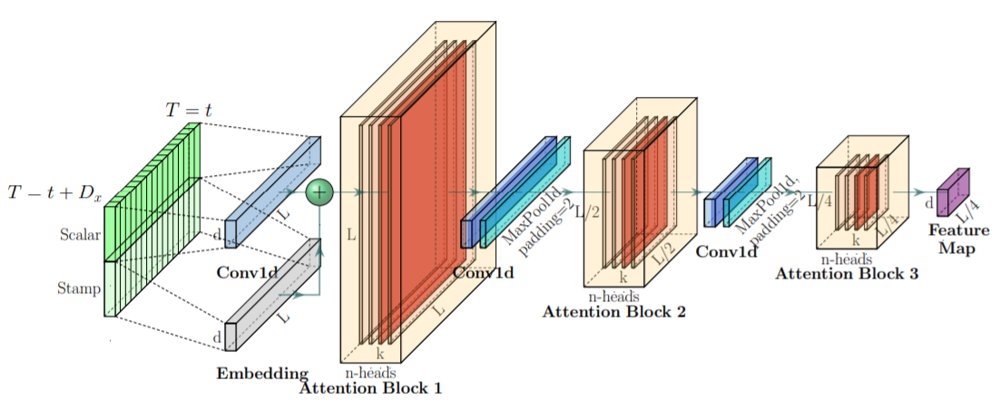 T = t
T − t + D_x
Scalar
Stamp
d
L
Conv1d
d
L
Embedding
L
L
k
n-heads
Attention Block 1
Conv1d
MaxPool1d,
padding=2
L/2
L/2
k
n-heads
Attention Block 2
Conv1d
MaxPool1d,
padding=2
L/4
L/4
k
n-heads
Attention Block 3
d
L/4
Feature
Map